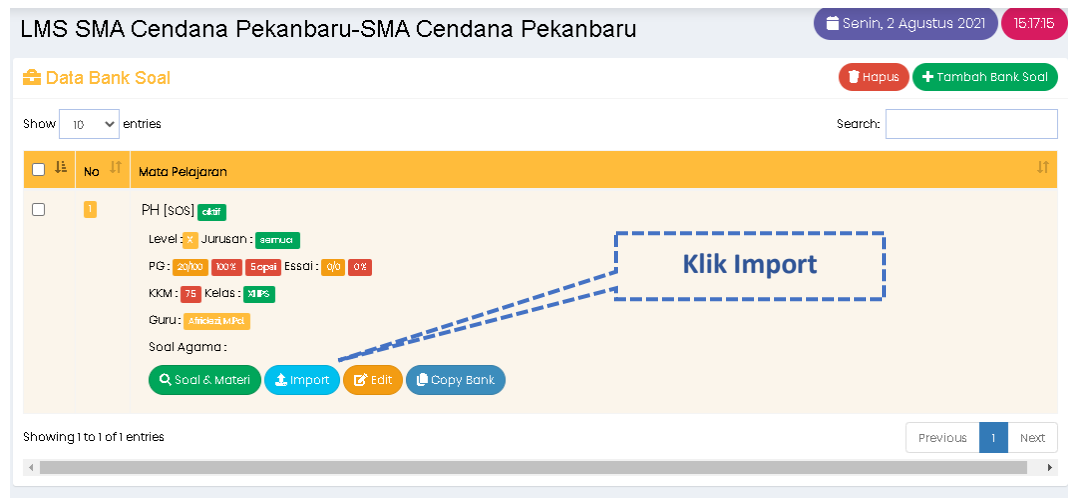 LMS SMA Cendana Pekanbaru-SMA Cendana Pekanbaru
Senin, 2 Agustus 2021
15:17:15
Data Bank Soal
Hapus
Tambah Bank Soal
Show 10 entries
Search:
No Mata Pelajaran
1 PH [SOS] aktif
Level : X Jurusan : semua
PG : 20/100 100% 5 opsi Essai : 0/0 0%
KKM : 75 Kelas :
Guru :
Soal Agama :
Soal & Materi Import Edit Copy Bank
Klik Import
Showing 1 to 1 of 1 entries
Previous 1 Next